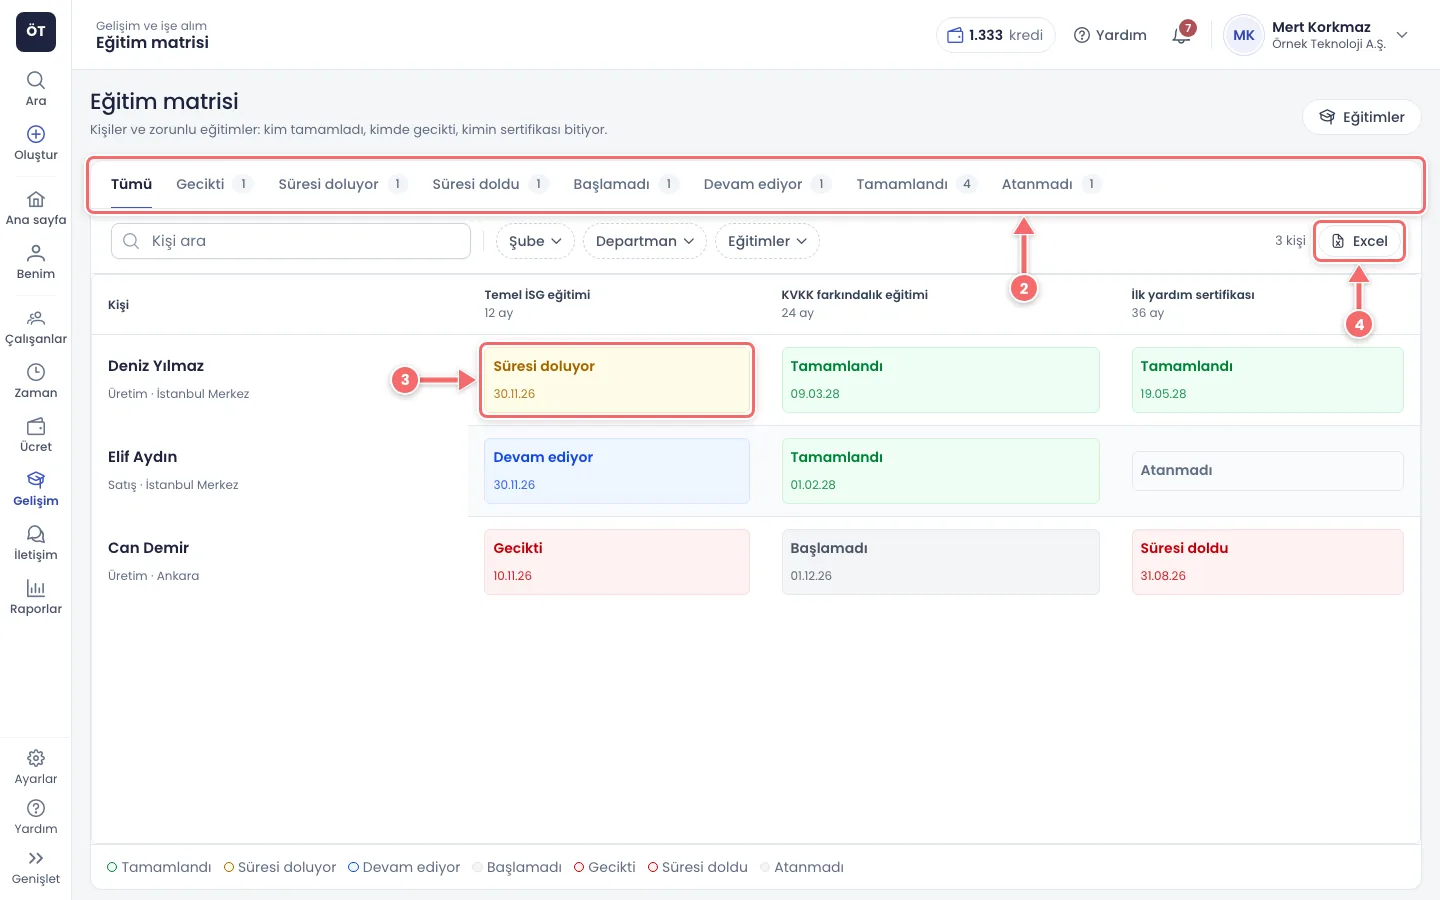 ÖT
Gelişim ve işe alım
Eğitim matrisi
1.333 kredi
Yardım
7
MK
Mert Korkmaz
Örnek Teknoloji A.Ş.
Ara
Oluştur
Ana sayfa
Benim
Çalışanlar
Zaman
Ücret
Gelişim
İletişim
Raporlar
Ayarlar
Yardım
Genişlet
Eğitim matrisi
Kişiler ve zorunlu eğitimler: kim tamamladı, kimde gecikti, kimin sertifikası bitiyor.
Eğitimler
Tümü Gecikti 1 Süresi doluyor 1 Süresi doldu 1 Başlamadı 1 Devam ediyor 1 Tamamlandı 4 Atanmadı 1
Kişi ara Şube Departman Eğitimler 3 kişi Excel
2
4
Kişi
Temel İSG eğitimi
12 ay
KVKK farkındalık eğitimi
24 ay
İlk yardım sertifikası
36 ay
Deniz Yılmaz
Üretim · İstanbul Merkez
3
Süresi doluyor
30.11.26
Tamamlandı
09.03.28
Tamamlandı
19.05.28
Elif Aydın
Satış · İstanbul Merkez
Devam ediyor
30.11.26
Tamamlandı
01.02.28
Atanmadı
Can Demir
Üretim · Ankara
Gecikti
10.11.26
Başlamadı
01.12.26
Süresi doldu
31.08.26
Tamamlandı Süresi doluyor Devam ediyor Başlamadı Gecikti Süresi doldu Atanmadı